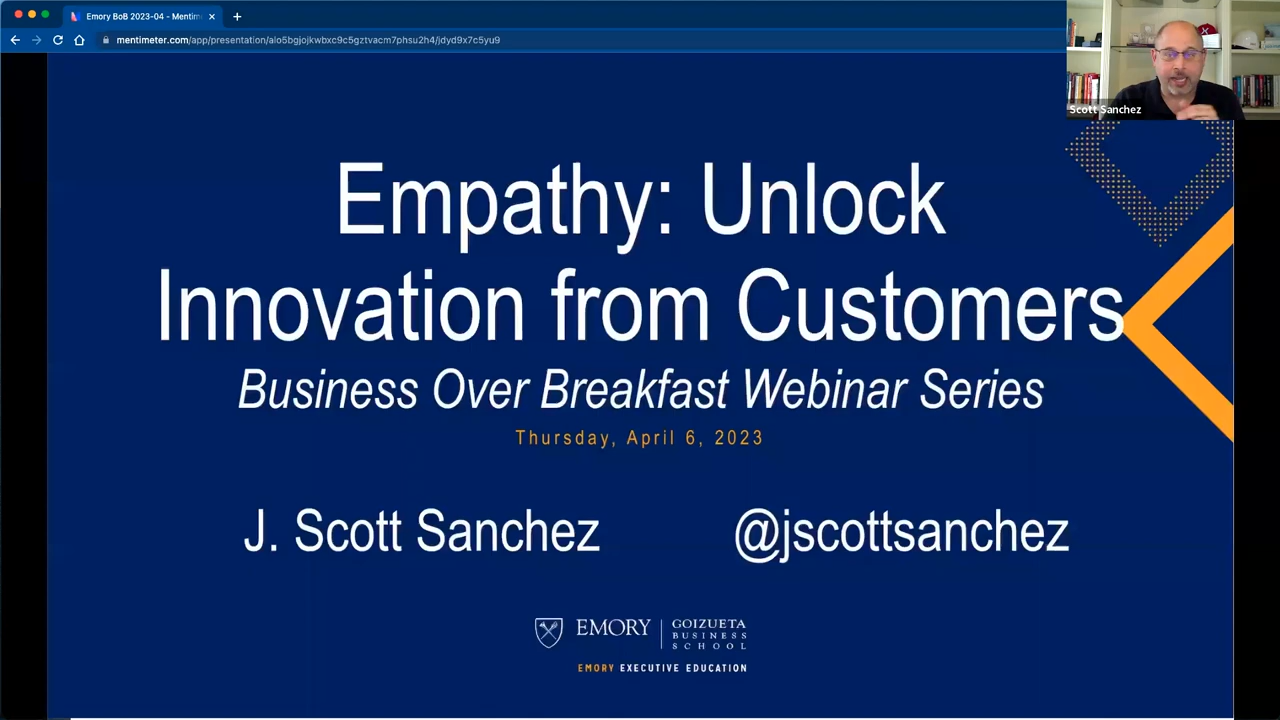 Emory BoB 2023-04 - Mentim
mentimeter.com/app/presentation/alo5bgjojkwbxc9c5gztvacm7phsu2h4/jdyd9x7c5yu9
Scott Sanchez
Empathy: Unlock
Innovation from Customers
Business Over Breakfast Webinar Series
Thursday, April 6, 2023
J. Scott Sanchez
@jscottsanchez
EMORY
GOIZUETA
BUSINESS
SCHOOL
EMORY EXECUTIVE EDUCATION